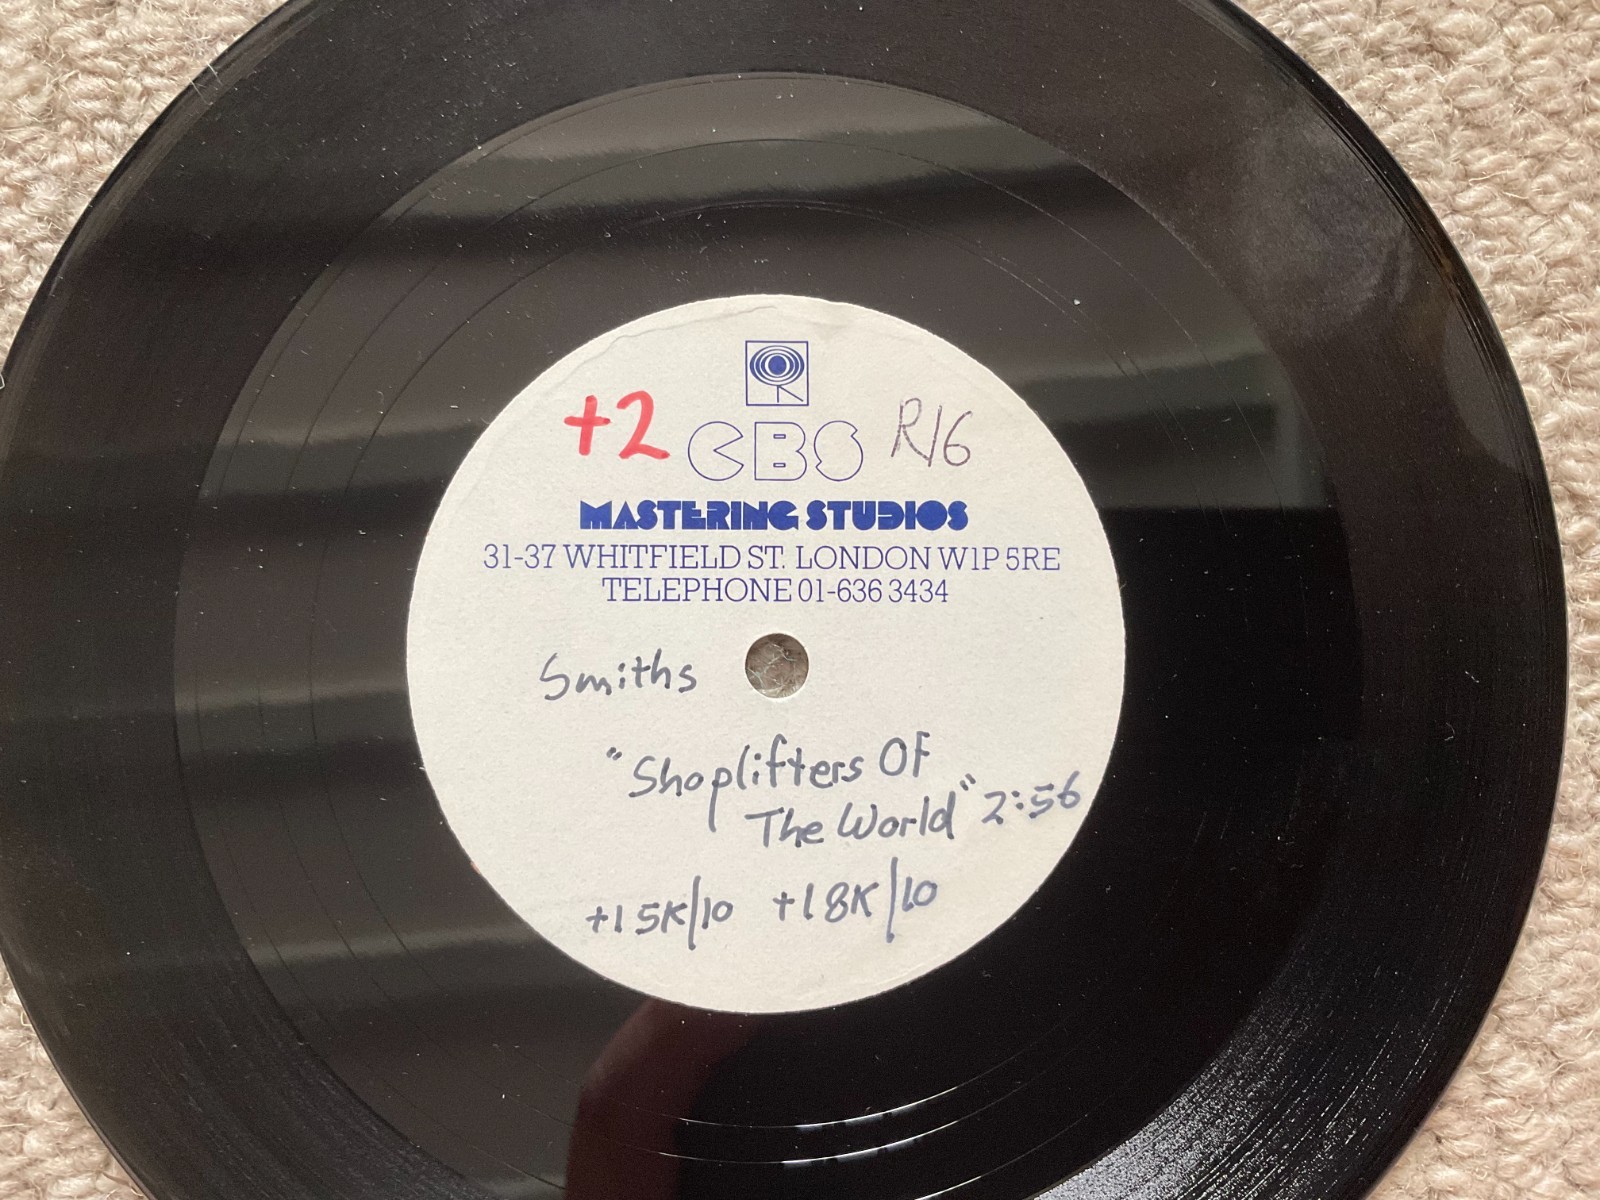 +2 CBS R/6
MASTERING STUDIOS
31-37 WHITFIELD ST. LONDON W1P 5RE
TELEPHONE 01-636 3434
Smiths
"Shoplifters Of
The World" 2:56
+15K/10 +18K/10